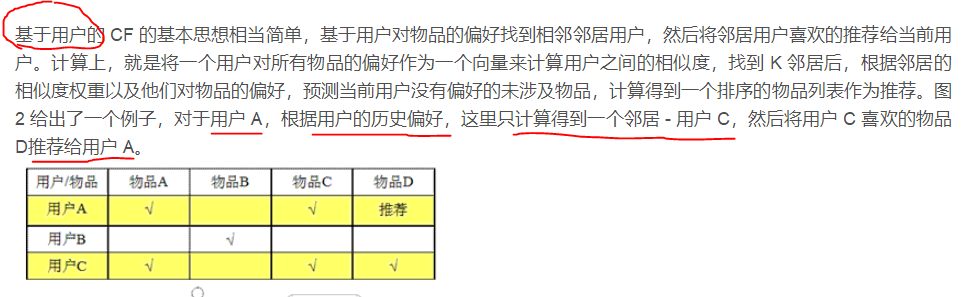 基于用户的 CF 的基本思想相当简单，基于用户对物品的偏好找到相邻邻居用户，然后将邻居用户喜欢的推荐给当前用
户。计算上，就是将一个用户对所有物品的偏好作为一个向量来计算用户之间的相似度，找到 K 邻居后，根据邻居的
相似度权重以及他们对物品的偏好，预测当前用户没有偏好的未涉及物品，计算得到一个排序的物品列表作为推荐。图
2 给出了一个例子，对于用户 A，根据用户的历史偏好，这里只计算得到一个邻居 - 用户 C，然后将用户 C 喜欢的物品
D推荐给用户 A。
用户/物品 物品A 物品B 物品C 物品D
用户A √ √ 推荐
用户B √
用户C √ √ √